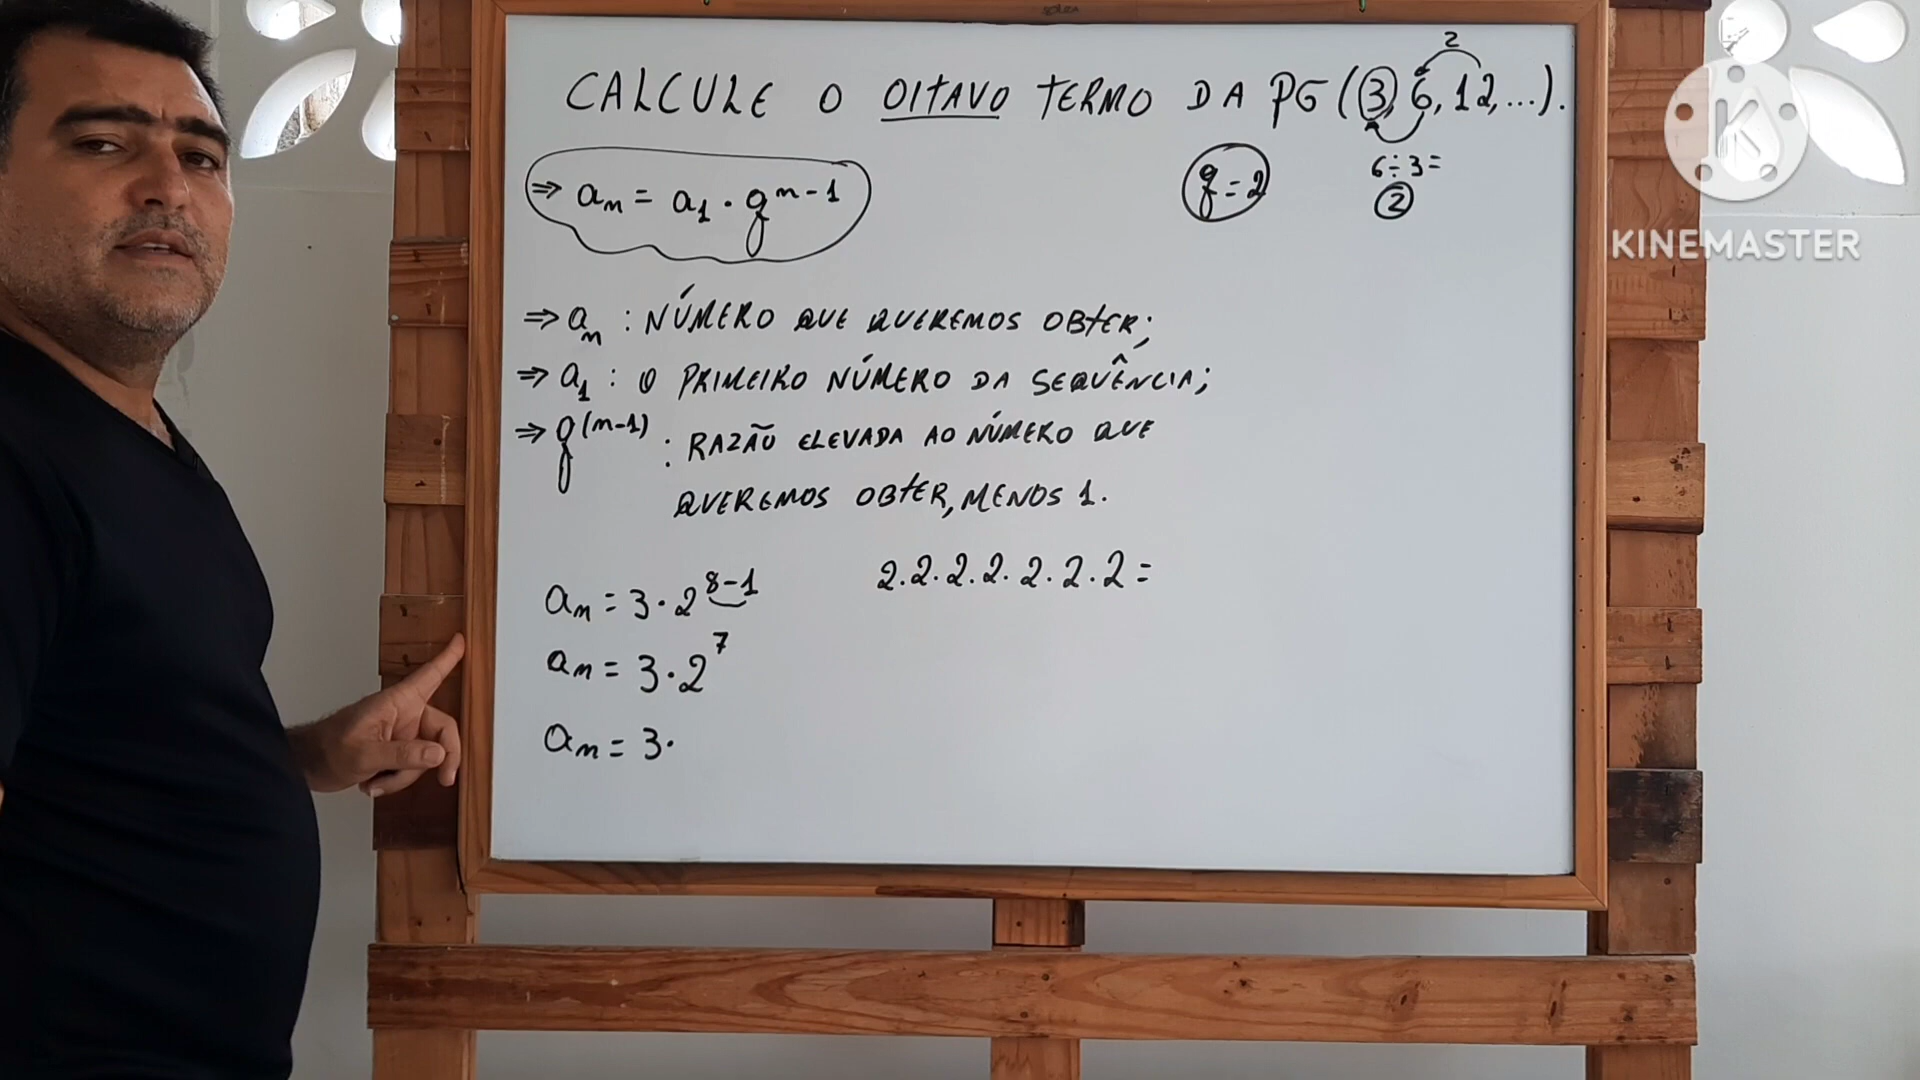 CALCULE O OITAVO TERMO DA PG (3, 6, 12, ...).
2
⇒ an = a1 . q^n-1
q = 2
6 ÷ 3 =
2
K
KINEMASTER
⇒ an : NÚMERO QUE QUEREMOS OBTER;
⇒ a1 : O PRIMEIRO NÚMERO DA SEQUÊNCIA;
⇒ q^(n-1) : RAZÃO ELEVADA AO NÚMERO QUE
QUEREMOS OBTER, MENOS 1.
an = 3 . 2^8-1
2.2.2.2.2.2.2 =
an = 3 . 2^7
an = 3 .